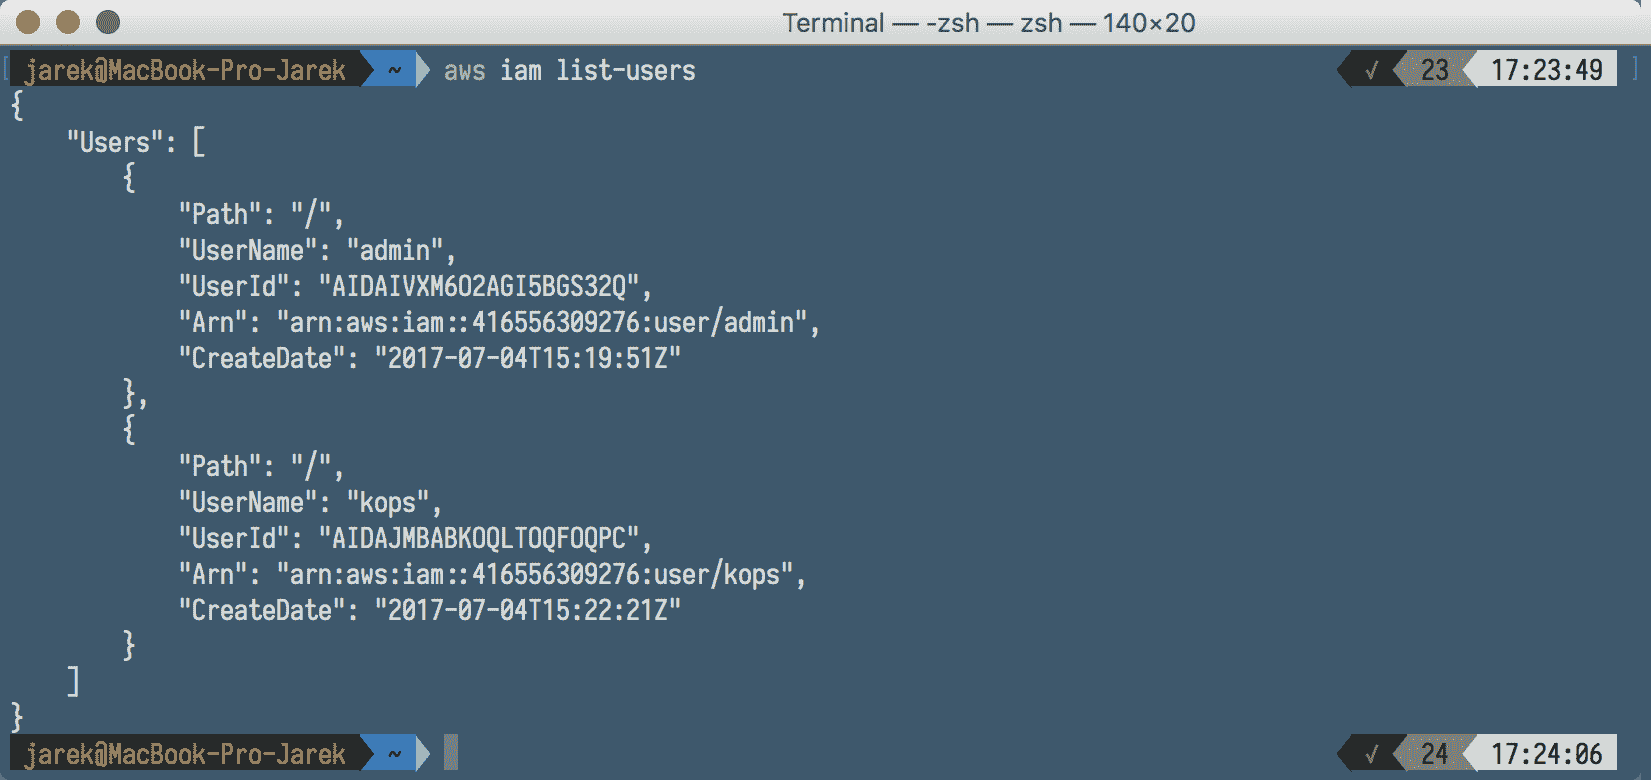 Terminal — -zsh — zsh — 140×20
jarek@MacBook-Pro-Jarek ~ aws iam list-users √ 23 17:23:49
{
    "Users": [
        {
            "Path": "/",
            "UserName": "admin",
            "UserId": "AIDAIVXM6O2AGI5BGS32Q",
            "Arn": "arn:aws:iam::416556309276:user/admin",
            "CreateDate": "2017-07-04T15:19:51Z"
        },
        {
            "Path": "/",
            "UserName": "kops",
            "UserId": "AIDAJMBABKOQLTOQFOQPC",
            "Arn": "arn:aws:iam::416556309276:user/kops",
            "CreateDate": "2017-07-04T15:22:21Z"
        }
    ]
}
jarek@MacBook-Pro-Jarek ~ √ 24 17:24:06